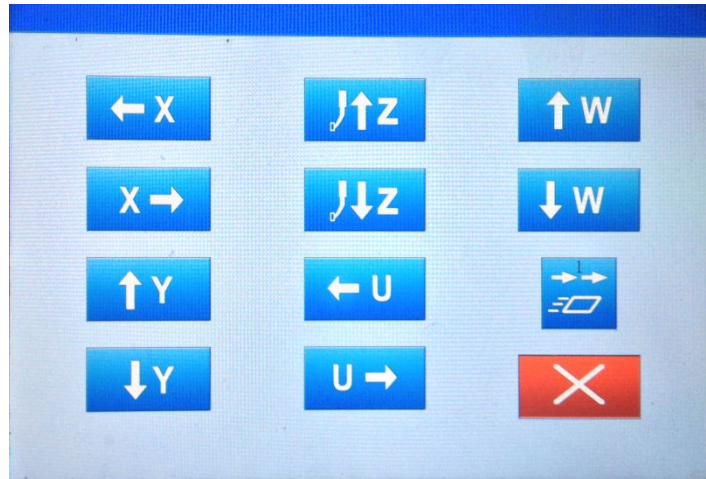 ← X
↑ Z
↑ W
X →
↓ Z
↓ W
↑ Y
← U
1
↓ Y
U →